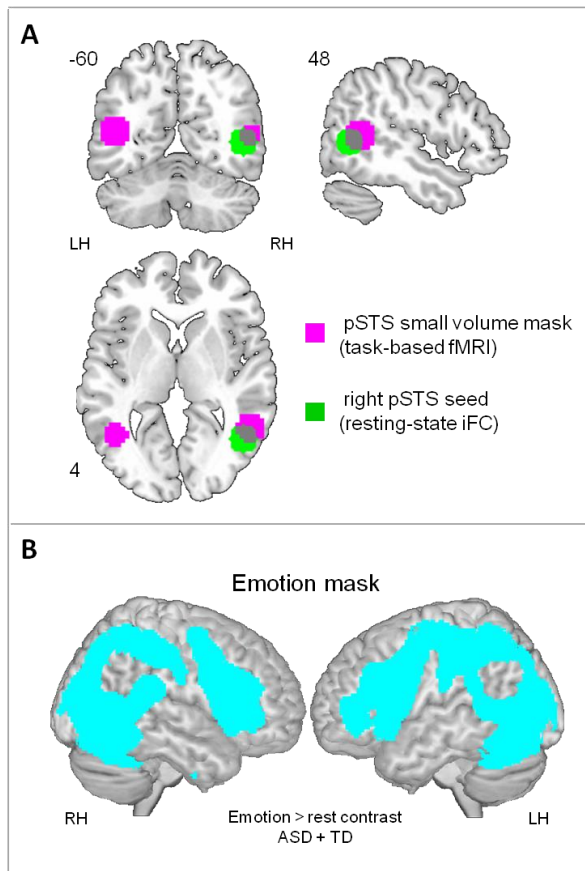 A
-60
48
LH
RH
pSTS small volume mask
(task-based fMRI)
right pSTS seed
(resting-state iFC)
4
B
Emotion mask
RH
Emotion > rest contrast
ASD + TD
LH